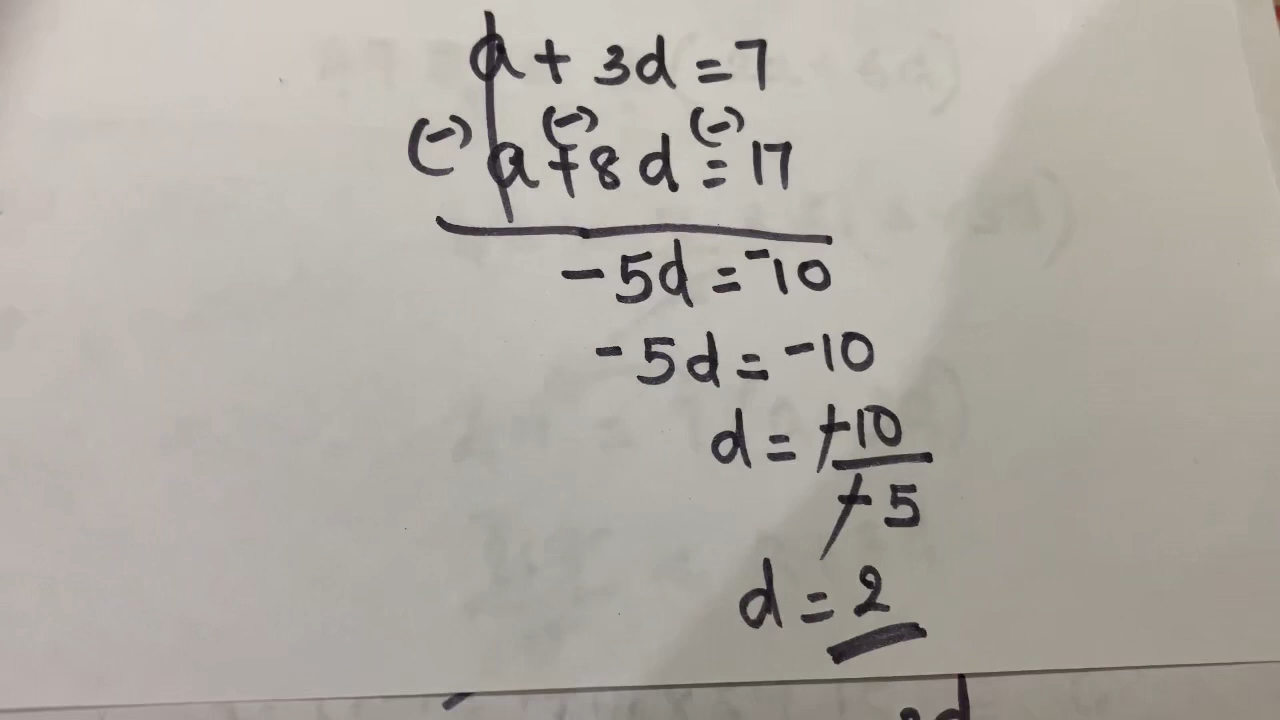 a + 3d = 7
(-) (-) (-)
a + 8d = 17
- 5d = -10
- 5d = -10
d = -10
- 5
d = 2